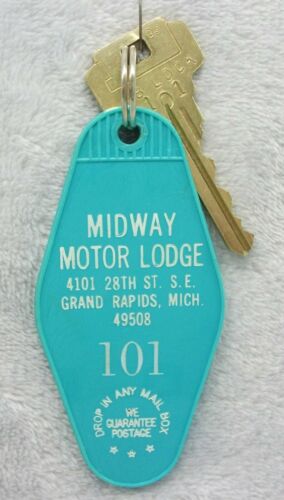 101
MIDWAY
MOTOR LODGE
4101 28TH ST. S.E.
GRAND RAPIDS, MICH.
49508
101
DROP IN ANY MAIL BOX
WE
GUARANTEE
POSTAGE